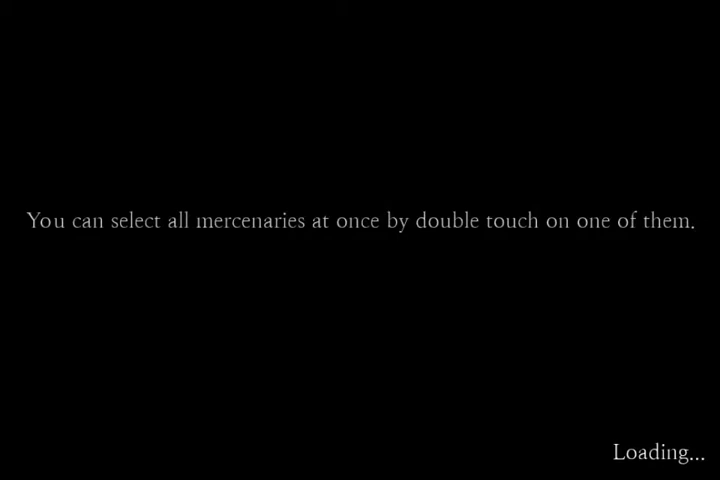 You can select all mercenaries at once by double touch on one of them.
Loading...